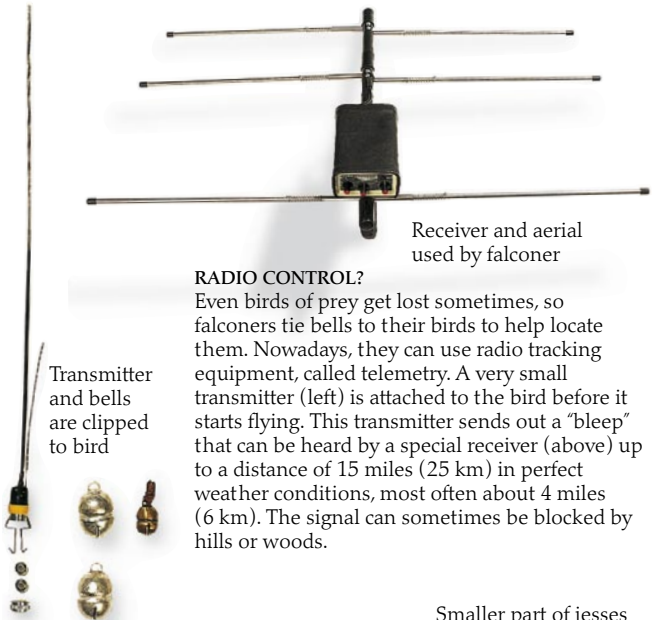 Receiver and aerial
used by falconer
RADIO CONTROL?
Even birds of prey get lost sometimes, so
falconers tie bells to their birds to help locate
them. Nowadays, they can use radio tracking
equipment, called telemetry. A very small
transmitter (left) is attached to the bird before it
starts flying. This transmitter sends out a “bleep”
that can be heard by a special receiver (above) up
to a distance of 15 miles (25 km) in perfect
weather conditions, most often about 4 miles
(6 km). The signal can sometimes be blocked by
hills or woods.
Transmitter
and bells
are clipped
to bird
Smaller part of jesses